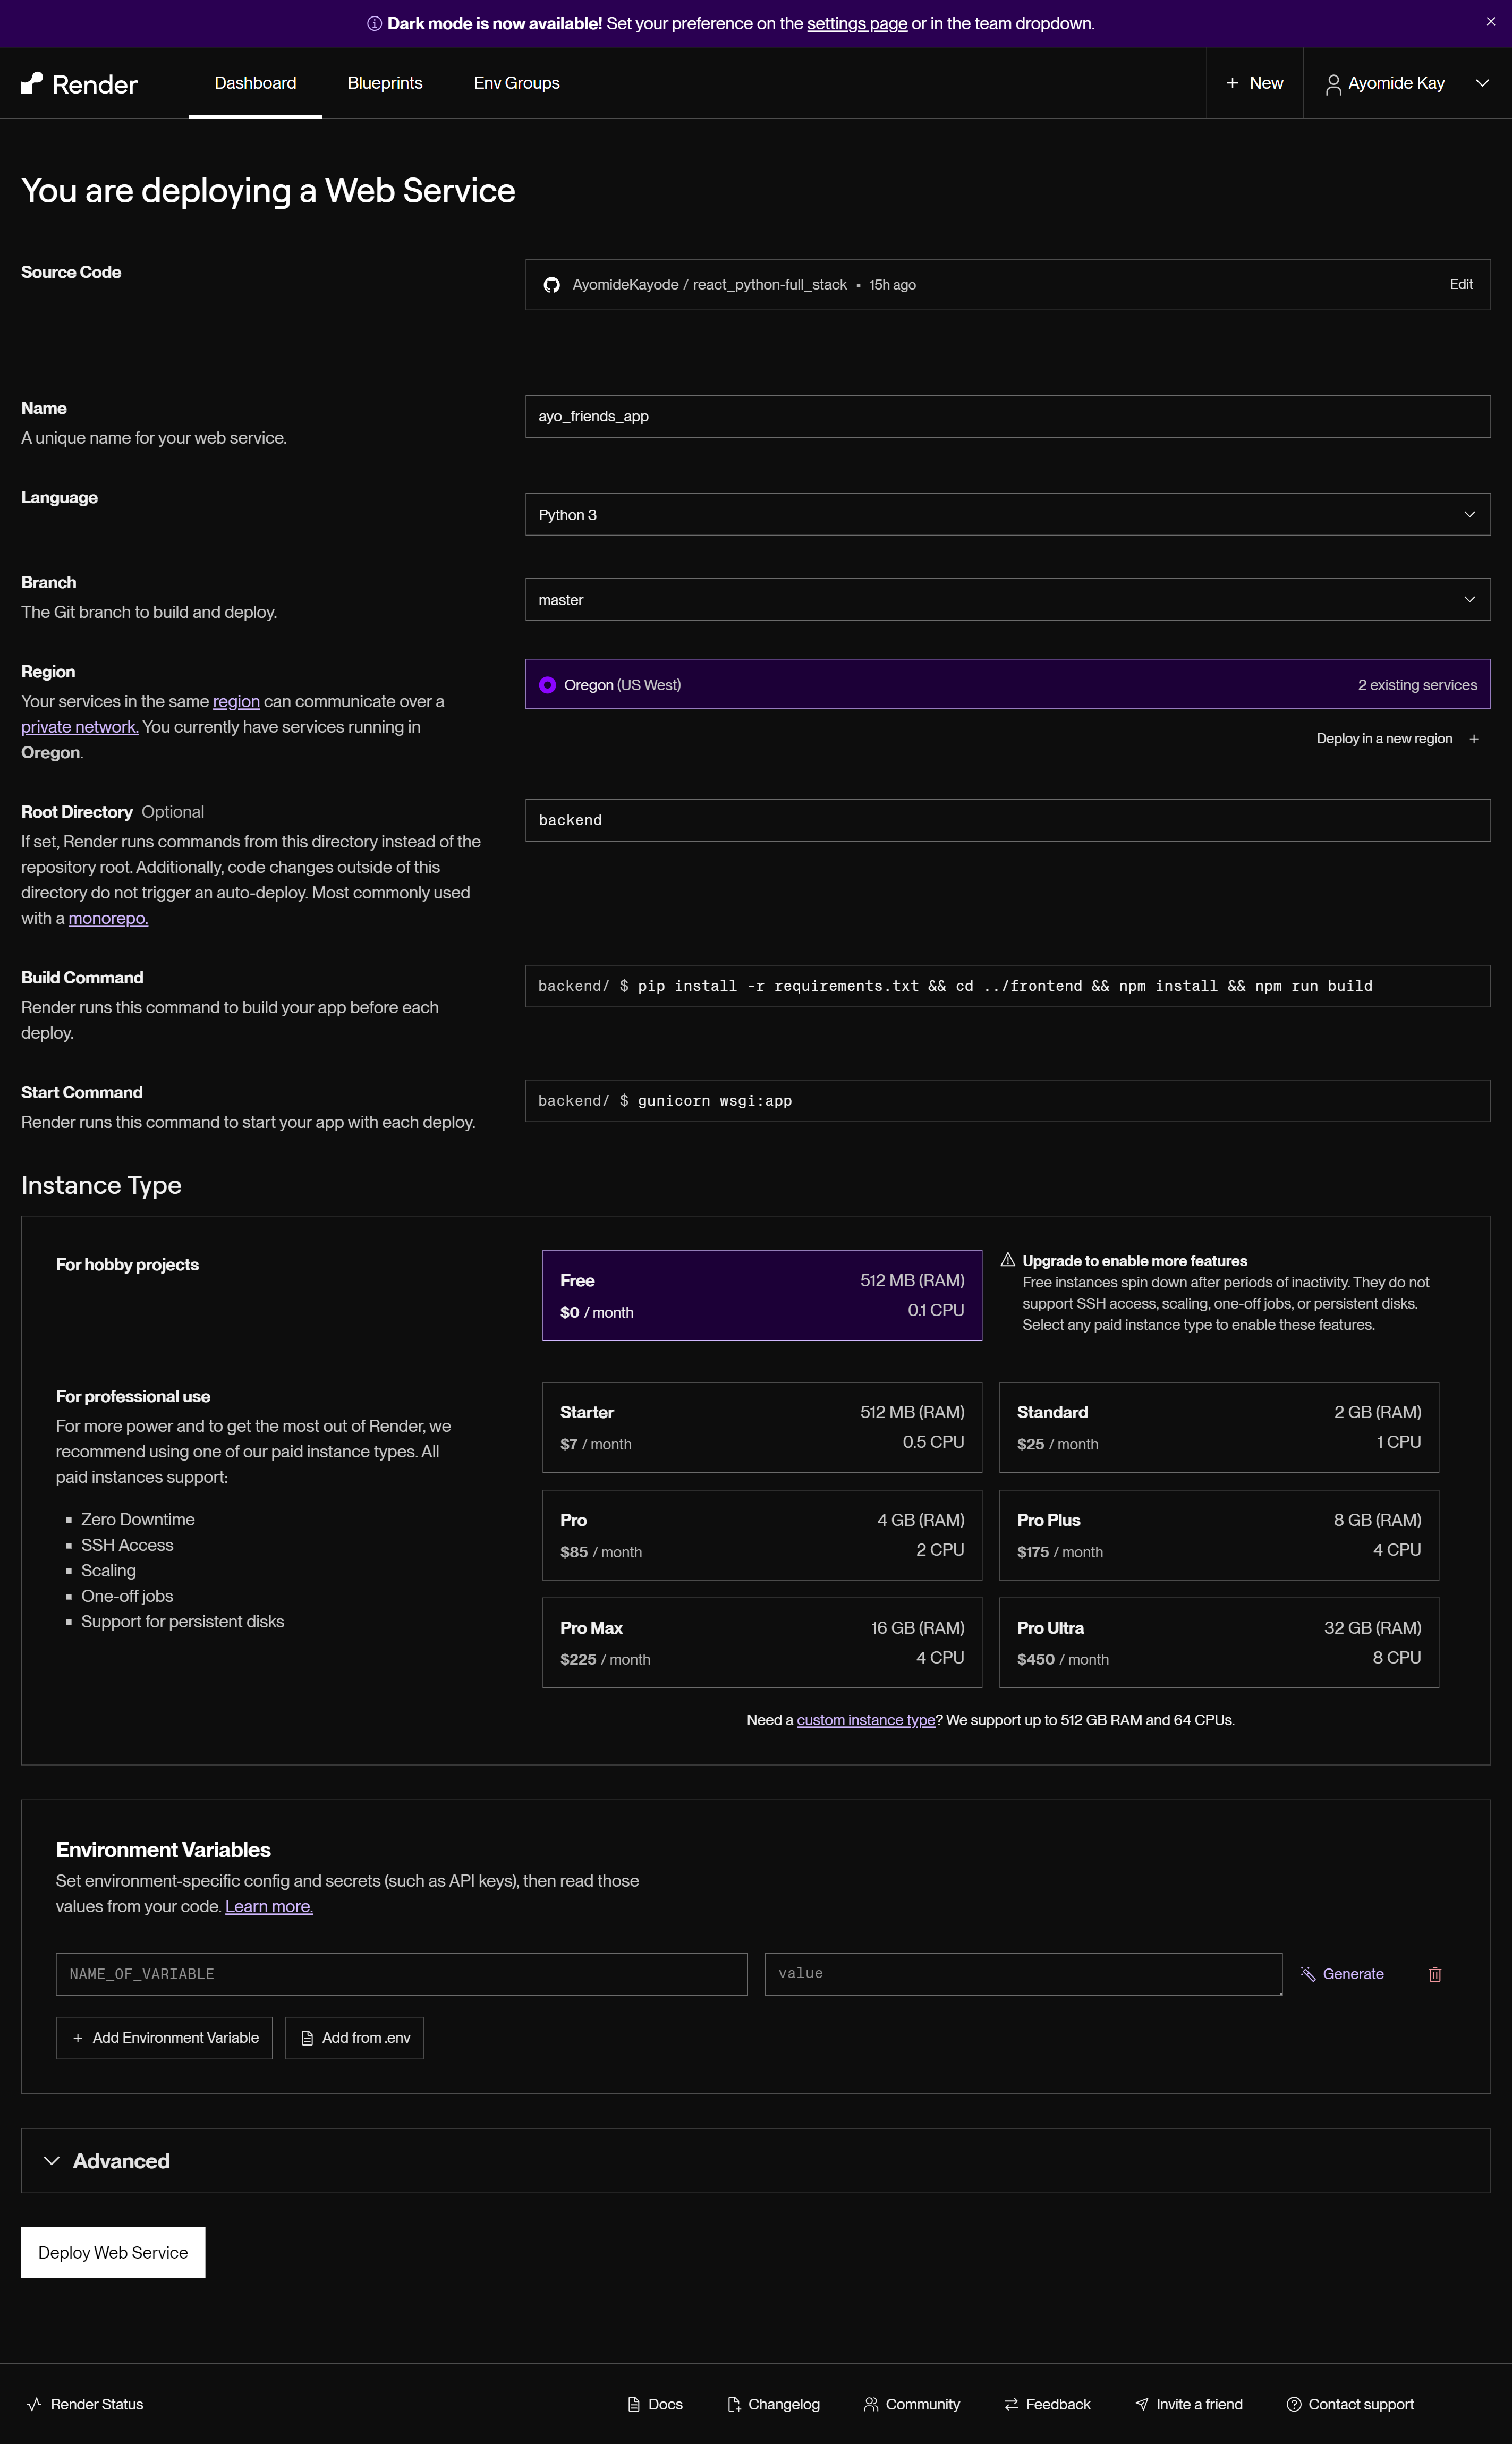 Dark mode is now available! Set your preference on the settings page or in the team dropdown.
Render
Dashboard
Blueprints
Env Groups
+ New
Ayomide Kay
You are deploying a Web Service
Source Code
AyomideKayode / react_python-full_stack • 15h ago
Edit
Name
A unique name for your web service.
ayo_friends_app
Language
Python 3
Branch
The Git branch to build and deploy.
master
Region
Your services in the same region can communicate over a
private network. You currently have services running in
Oregon.
Oregon (US West)
2 existing services
Deploy in a new region +
Root Directory Optional
If set, Render runs commands from this directory instead of the
repository root. Additionally, code changes outside of this
directory do not trigger an auto-deploy. Most commonly used
with a monorepo.
backend
Build Command
Render runs this command to build your app before each
deploy.
backend/ $ pip install -r requirements.txt && cd ../frontend && npm install && npm run build
Start Command
Render runs this command to start your app with each deploy.
backend/ $ gunicorn wsgi:app
Instance Type
For hobby projects
Free
512 MB (RAM)
$0 / month
0.1 CPU
Upgrade to enable more features
Free instances spin down after periods of inactivity. They do not
support SSH access, scaling, one-off jobs, or persistent disks.
Select any paid instance type to enable these features.
For professional use
For more power and to get the most out of Render, we
recommend using one of our paid instance types. All
paid instances support:
Zero Downtime
SSH Access
Scaling
One-off jobs
Support for persistent disks
Starter
512 MB (RAM)
$7 / month
0.5 CPU
Standard
2 GB (RAM)
$25 / month
1 CPU
Pro
4 GB (RAM)
$85 / month
2 CPU
Pro Plus
8 GB (RAM)
$175 / month
4 CPU
Pro Max
16 GB (RAM)
$225 / month
4 CPU
Pro Ultra
32 GB (RAM)
$450 / month
8 CPU
Need a custom instance type? We support up to 512 GB RAM and 64 CPUs.
Environment Variables
Set environment-specific config and secrets (such as API keys), then read those
values from your code. Learn more.
NAME_OF_VARIABLE
value
Generate
+ Add Environment Variable
Add from .env
Advanced
Deploy Web Service
Render Status
Docs
Changelog
Community
Feedback
Invite a friend
Contact support